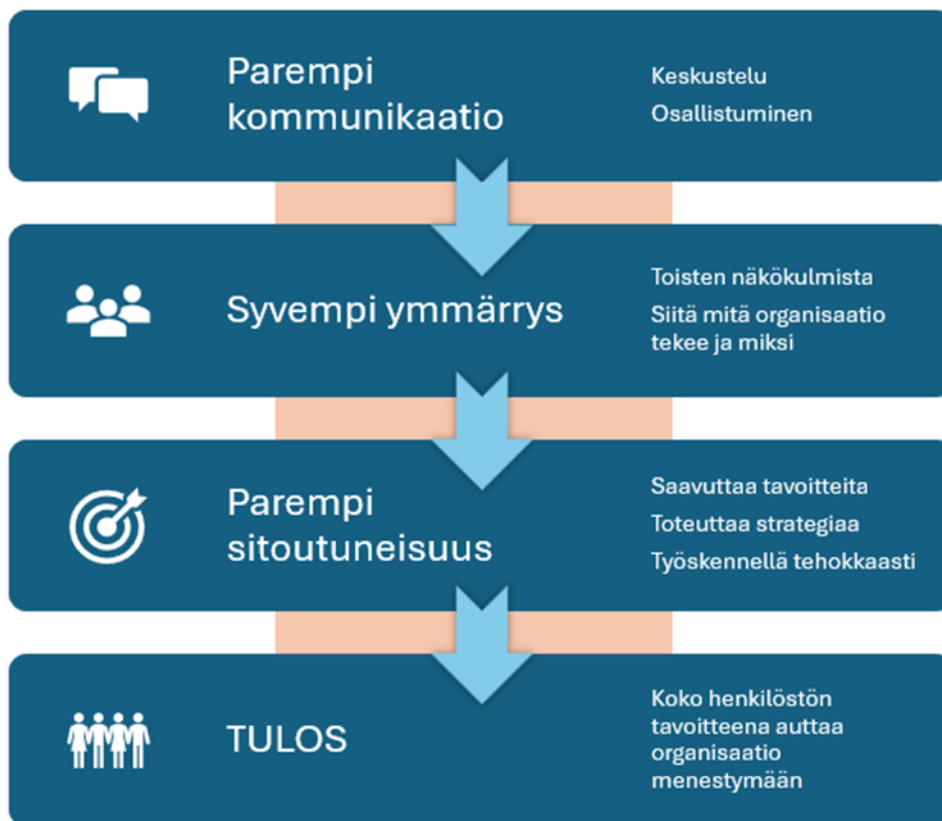 Parempi
kommunikaatio
Keskustelu
Osallistuminen
Syvempi ymmärrys
Toisten näkökulmista
Siitä mitä organisaatio
tekee ja miksi
Parempi
sitoutuneisuus
Saavuttaa tavoitteita
Toteuttaa strategiaa
Työskennellä tehokkaasti
TULOS
Koko henkilöstön
tavoitteena auttaa
organisaatio
menestymään